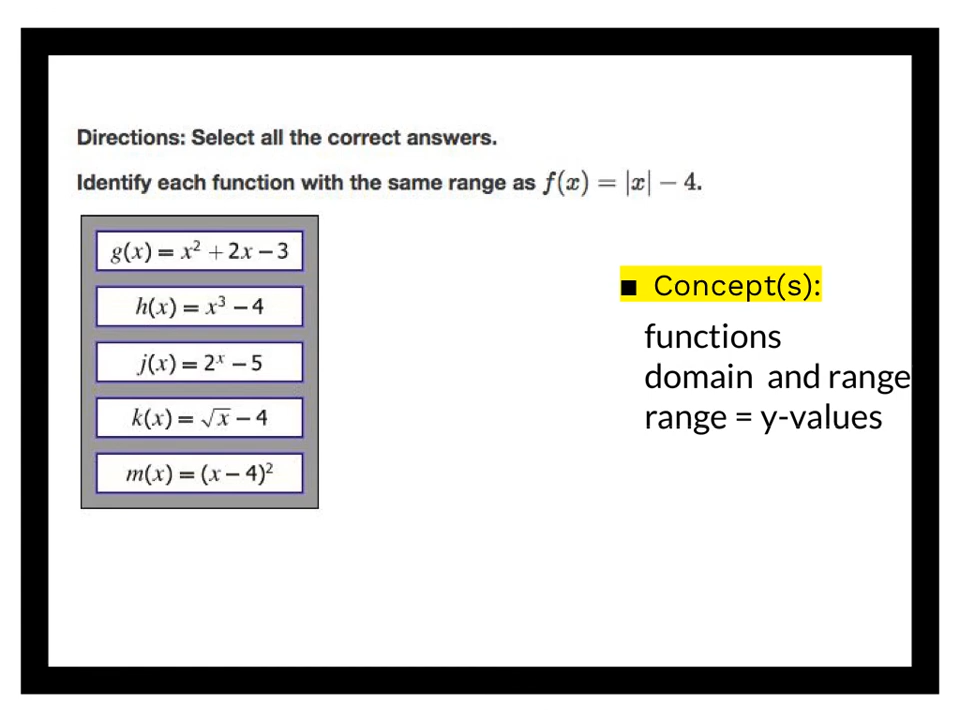 Directions: Select all the correct answers.
Identify each function with the same range as f(x) = |x| − 4.
g(x) = x² + 2x − 3
h(x) = x³ − 4
j(x) = 2ˣ − 5
k(x) = √x − 4
m(x) = (x − 4)²
▪ Concept(s):
functions
domain and range
range = y-values